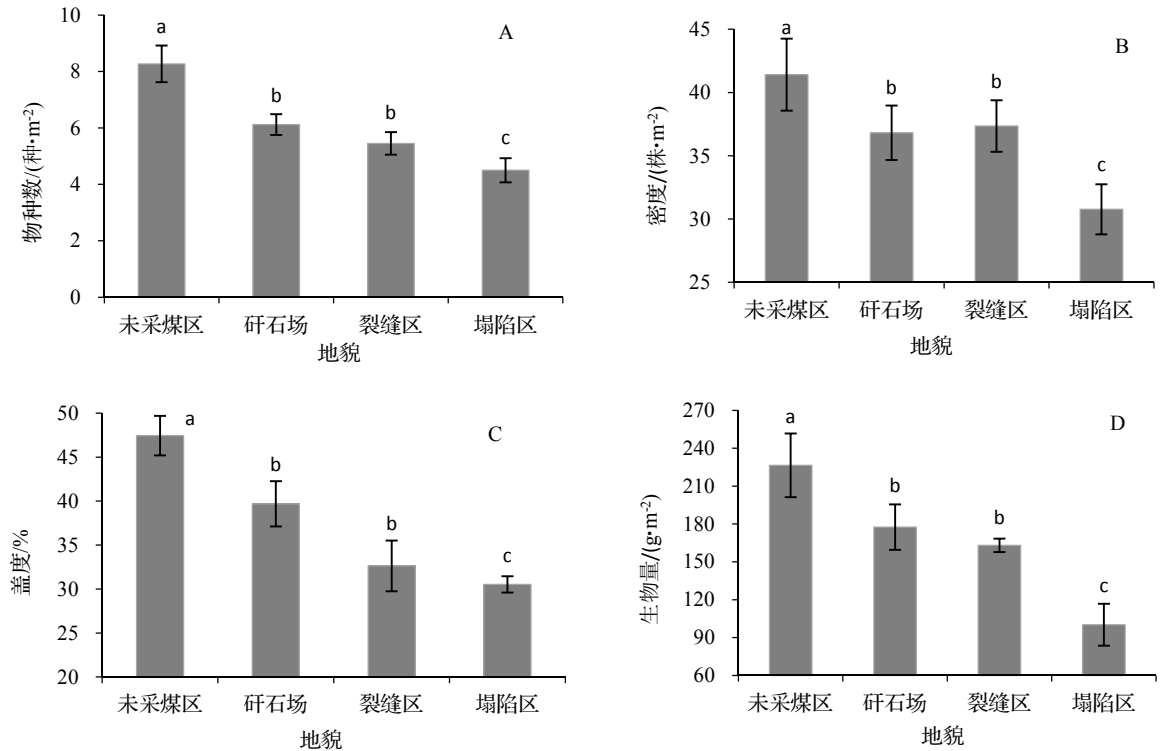 A
物种数/(种•m-2)
10
8
6
4
2
0
a
b
b
c
未采煤区 矸石场 裂缝区 塌陷区
地貌
B
密度/(株•m-2)
45
40
35
30
25
a
b
b
c
未采煤区 矸石场 裂缝区 塌陷区
地貌
C
盖度/%
50
45
40
35
30
25
20
a
b
b
c
未采煤区 矸石场 裂缝区 塌陷区
地貌
D
生物量/(g•m-2)
270
240
210
180
150
120
90
60
a
b
b
c
未采煤区 矸石场 裂缝区 塌陷区
地貌